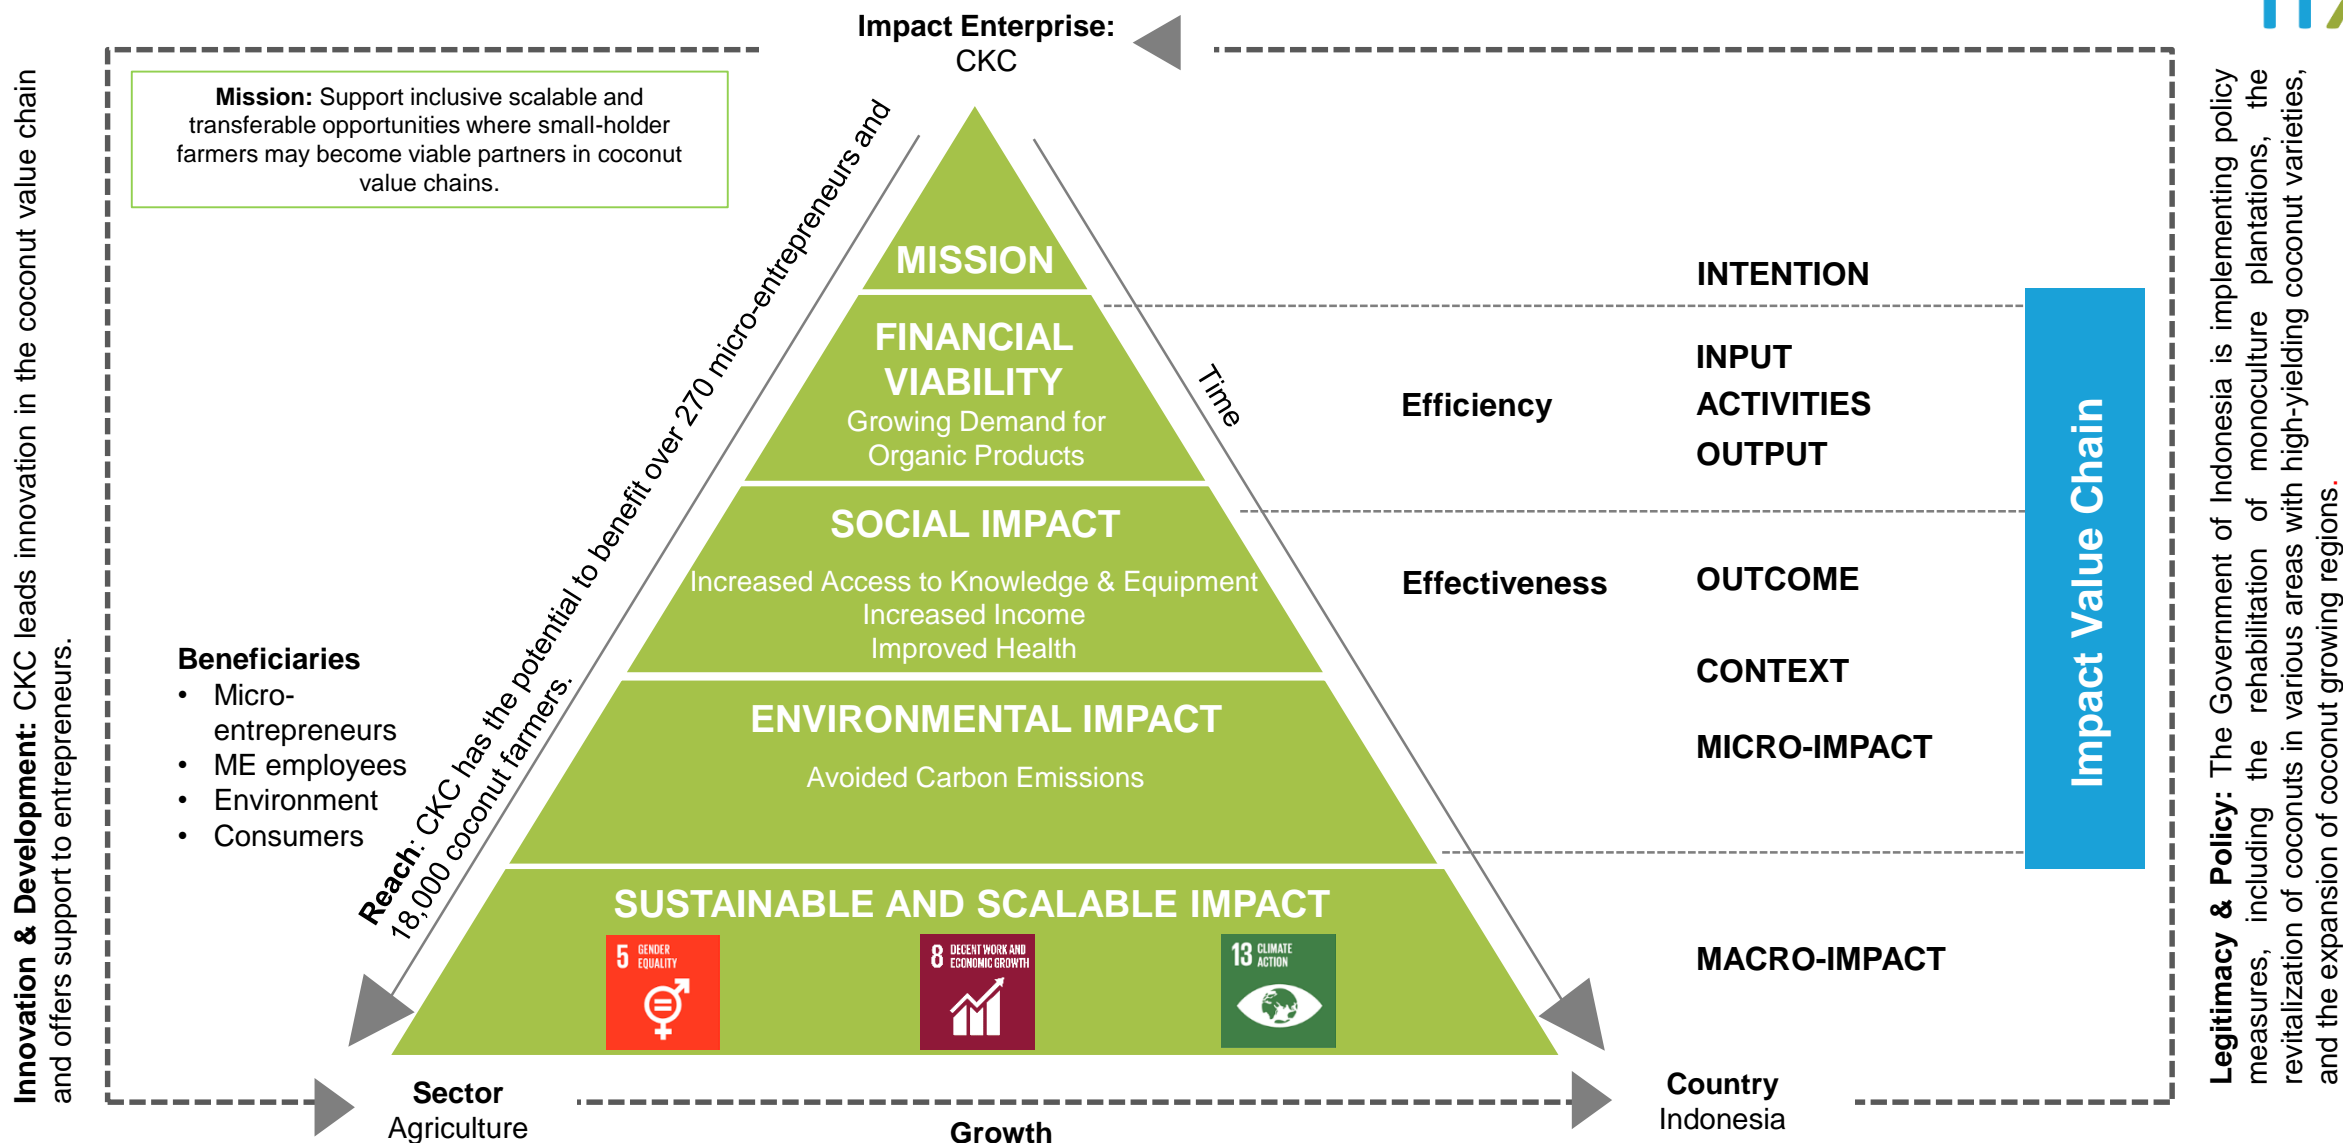 Impact Enterprise:
CKC
Mission: Support inclusive scalable and
transferable opportunities where small-holder
farmers may become viable partners in coconut
value chains.
Innovation & Development: CKC leads innovation in the coconut value chain
and offers support to entrepreneurs.
Reach: CKC has the potential to benefit over 270 micro-entrepreneurs and
18,000 coconut farmers.
Beneficiaries
• Micro-
entrepreneurs
• ME employees
• Environment
• Consumers
MISSION
FINANCIAL
VIABILITY
Growing Demand for
Organic Products
SOCIAL IMPACT
Increased Access to Knowledge & Equipment
Increased Income
Improved Health
ENVIRONMENTAL IMPACT
Avoided Carbon Emissions
SUSTAINABLE AND SCALABLE IMPACT
5 GENDER
EQUALITY
8 DECENT WORK AND
ECONOMIC GROWTH
13 CLIMATE
ACTION
Time
Efficiency
Effectiveness
INTENTION
INPUT
ACTIVITIES
OUTPUT
OUTCOME
CONTEXT
MICRO-IMPACT
MACRO-IMPACT
Impact Value Chain
Legitimacy & Policy: The Government of Indonesia is implementing policy
measures, including the rehabilitation of monoculture plantations, the
revitalization of coconuts in various areas with high-yielding coconut varieties,
and the expansion of coconut growing regions.
Sector
Agriculture
Growth
Country
Indonesia